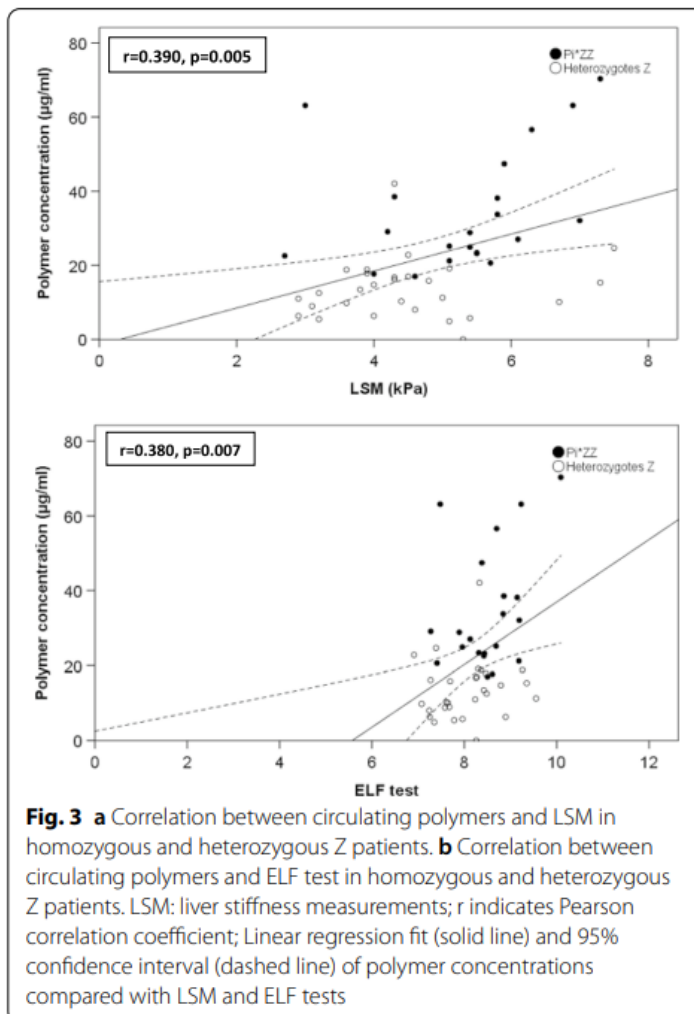 80
r=0.390, p=0.005
Pi*ZZ
Heterozygotes Z
60
40
20
0
Polymer concentration (µg/ml)
0 2 4 6 8
LSM (kPa)
80
r=0.380, p=0.007
Pi*ZZ
Heterozygotes Z
60
40
20
0
Polymer concentration (µg/ml)
0 2 4 6 8 10 12
ELF test
Fig. 3 a Correlation between circulating polymers and LSM in
homozygous and heterozygous Z patients. b Correlation between
circulating polymers and ELF test in homozygous and heterozygous
Z patients. LSM: liver stiffness measurements; r indicates Pearson
correlation coefficient; Linear regression fit (solid line) and 95%
confidence interval (dashed line) of polymer concentrations
compared with LSM and ELF tests